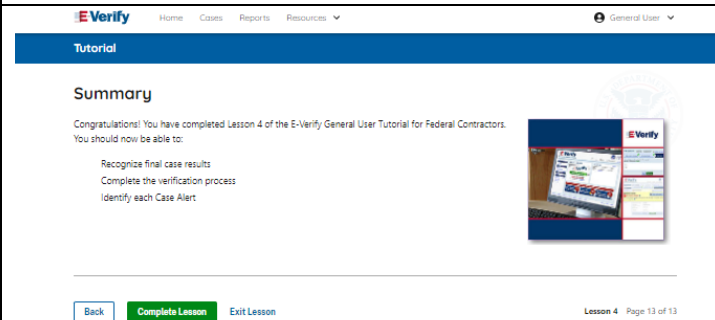 E-Verify Home Cases Reports Resources General User
Tutorial
Summary
Congratulations! You have completed Lesson 4 of the E-Verify General User Tutorial for Federal Contractors.
You should now be able to:
Recognize final case results
Complete the verification process
Identify each Case Alert
E-Verify
Back Complete Lesson Exit Lesson Lesson 4 Page 13 of 13